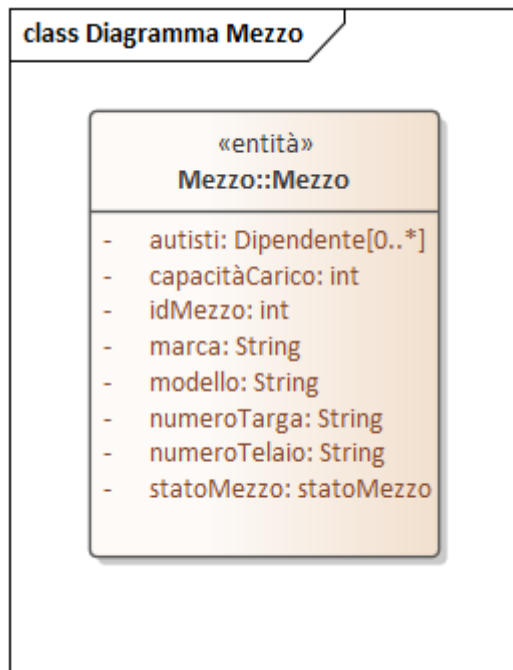 class Diagramma Mezzo
«entità»
Mezzo::Mezzo
- autisti: Dipendente[0..*]
- capacitàCarico: int
- idMezzo: int
- marca: String
- modello: String
- numeroTarga: String
- numeroTelaio: String
- statoMezzo: statoMezzo